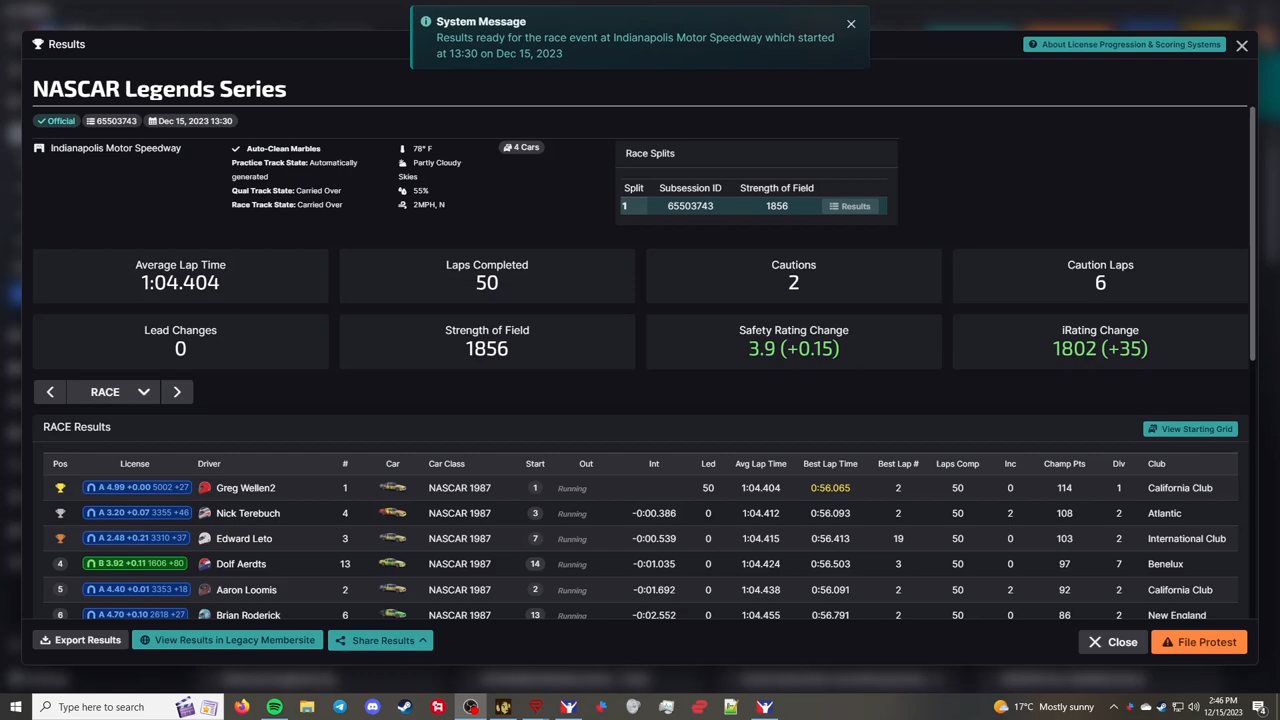 System Message
Results ready for the race event at Indianapolis Motor Speedway which started
at 13:30 on Dec 15, 2023
Results
About License Progression & Scoring Systems
NASCAR Legends Series
Official 65503743 Dec 15, 2023 13:30
Indianapolis Motor Speedway
Auto-Clean Marbles
Practice Track State: Automatically
generated
Qual Track State: Carried Over
Race Track State: Carried Over
78° F
Partly Cloudy
Skies
55%
2MPH, N
4 Cars
Race Splits
Split Subsession ID Strength of Field
1 65503743 1856 Results
Average Lap Time
1:04.404
Laps Completed
50
Cautions
2
Caution Laps
6
Lead Changes
0
Strength of Field
1856
Safety Rating Change
3.9 (+0.15)
iRating Change
1802 (+35)
RACE
RACE Results
View Starting Grid
Pos License Driver # Car Car Class Start Out Int Led Avg Lap Time Best Lap Time Best Lap # Laps Comp Inc Champ Pts Div Club
A 4.99 +0.00 5002 +27 Greg Wellen2 1 NASCAR 1987 1 Running 50 1:04.404 0:56.065 2 50 0 114 1 California Club
A 3.20 +0.07 3355 +46 Nick Terebuch 4 NASCAR 1987 3 Running -0:00.386 0 1:04.412 0:56.093 2 50 2 108 2 Atlantic
A 2.48 +0.21 3310 +37 Edward Leto 3 NASCAR 1987 7 Running -0:00.539 0 1:04.415 0:56.413 19 50 0 103 2 International Club
4 B 3.92 +0.11 1606 +80 Dolf Aerdts 13 NASCAR 1987 14 Running -0:01.035 0 1:04.424 0:56.503 3 50 0 97 7 Benelux
5 A 4.40 +0.01 3353 +18 Aaron Loomis 2 NASCAR 1987 2 Running -0:01.692 0 1:04.438 0:56.091 2 50 2 92 2 California Club
6 A 4.70 +0.10 2618 +27 Brian Roderick 6 NASCAR 1987 13 Running -0:02.552 0 1:04.455 0:56.791 2 50 0 86 2 New England
Export Results View Results in Legacy Membersite Share Results Close File Protest
Type here to search
17°C Mostly sunny
2:46 PM
12/15/2023
4